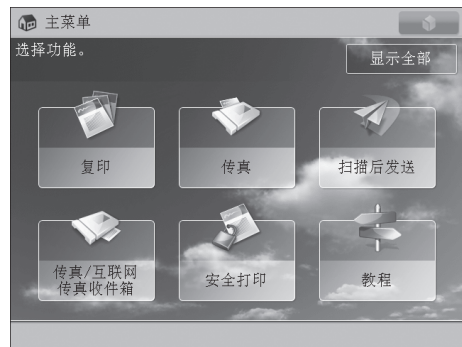 主菜单
选择功能。
显示全部
复印
传真
扫描后发送
传真/互联网
传真收件箱
安全打印
教程